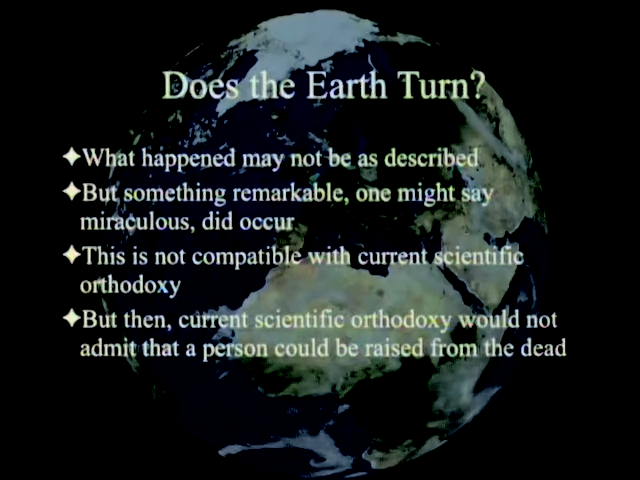 Does the Earth Turn?
✦What happened may not be as described
✦But something remarkable, one might say
miraculous, did occur
✦This is not compatible with current scientific
orthodoxy
✦But then, current scientific orthodoxy would not
admit that a person could be raised from the dead